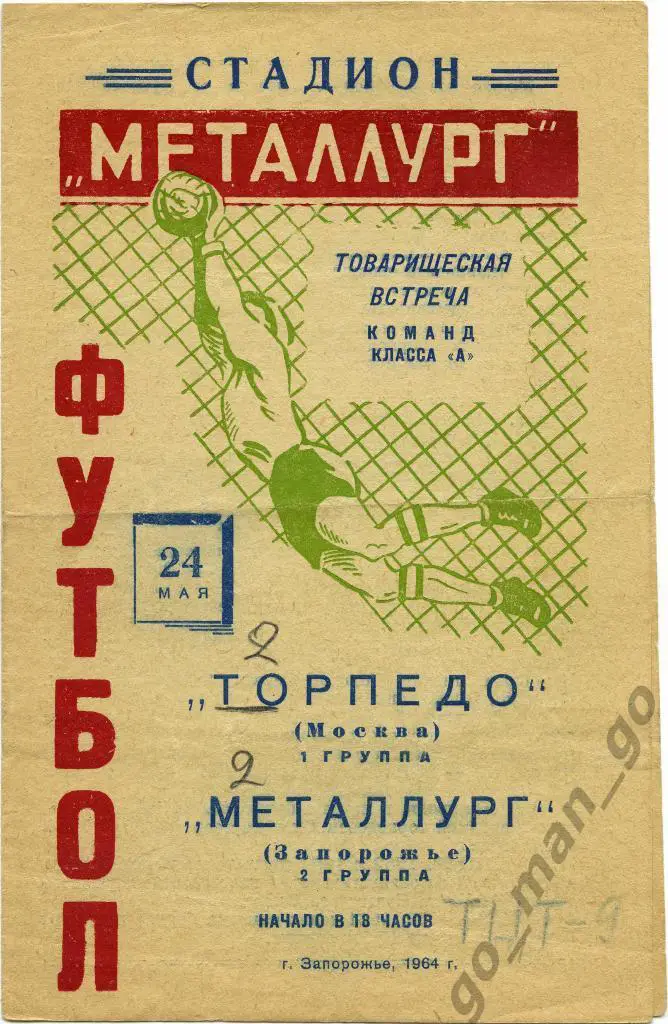 СТАДИОН
„МЕТАЛЛУРГ"
ТОВАРИЩЕСКАЯ
ВСТРЕЧА
КОМАНД
КЛАССА «А»
ФУТБОЛ
24
МАЯ
2
„ТОРПЕДО"
(Москва)
1 ГРУППА
2
„МЕТАЛЛУРГ"
(Запорожье)
2 ГРУППА
НАЧАЛО В 18 ЧАСОВ
г. Запорожье, 1964 г.
go_man_go